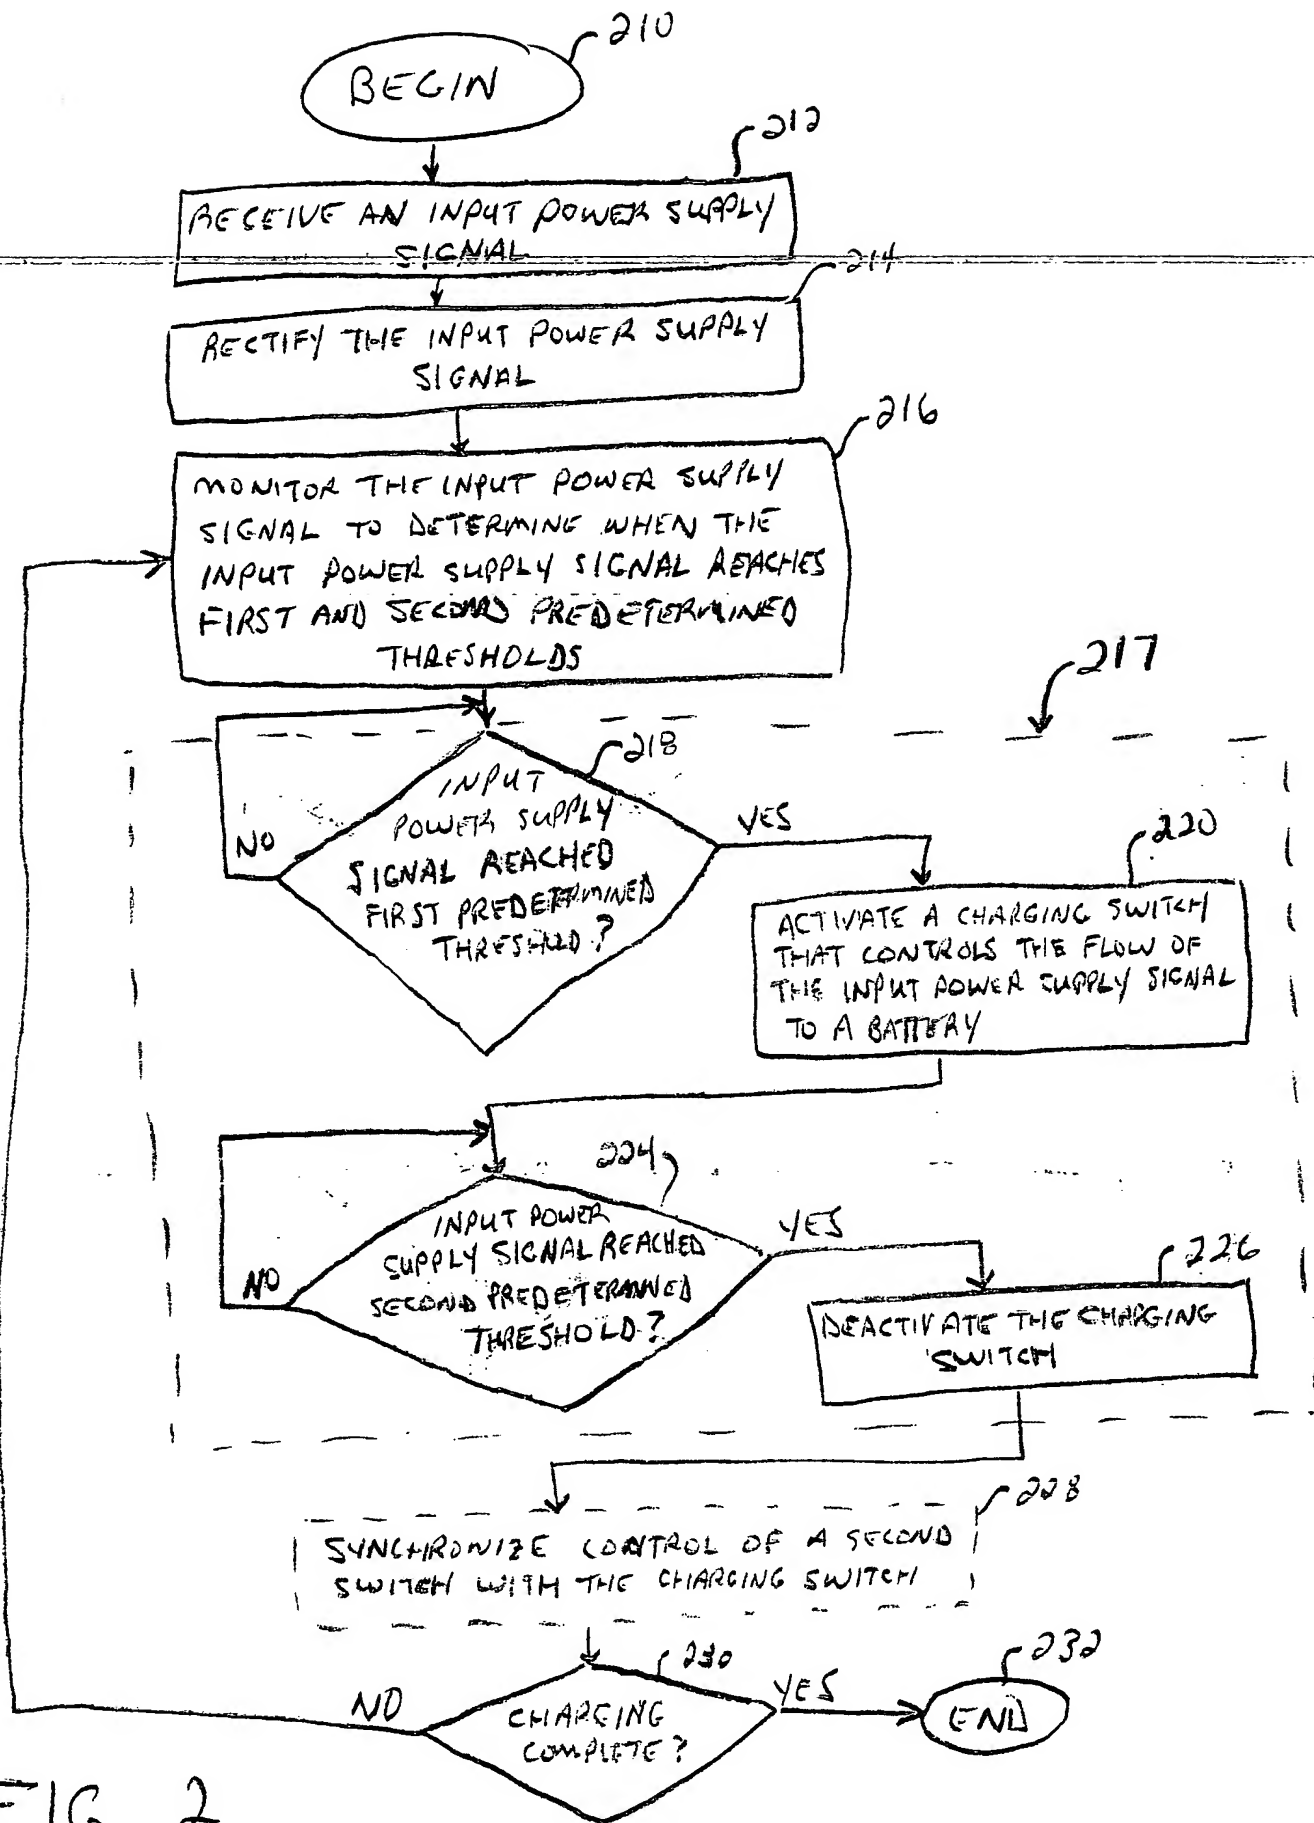 210
BEGIN
212
RECEIVE AN INPUT POWER SUPPLY
SIGNAL
214
RECTIFY THE INPUT POWER SUPPLY
SIGNAL
216
MONITOR THE INPUT POWER SUPPLY
SIGNAL TO DETERMINE WHEN THE
INPUT POWER SUPPLY SIGNAL REACHES
FIRST AND SECOND PREDETERMINED
THRESHOLDS
217
218
INPUT
POWER SUPPLY
SIGNAL REACHED
FIRST PREDETERMINED
THRESHOLD?
NO
YES
220
ACTIVATE A CHARGING SWITCH
THAT CONTROLS THE FLOW OF
THE INPUT POWER SUPPLY SIGNAL
TO A BATTERY
224
INPUT POWER
SUPPLY SIGNAL REACHED
SECOND PREDETERMINED
THRESHOLD?
NO
YES
226
DEACTIVATE THE CHARGING
SWITCH
228
SYNCHRONIZE CONTROL OF A SECOND
SWITCH WITH THE CHARGING SWITCH
230
NO
CHARGING
COMPLETE?
YES
232
END
FIG 2